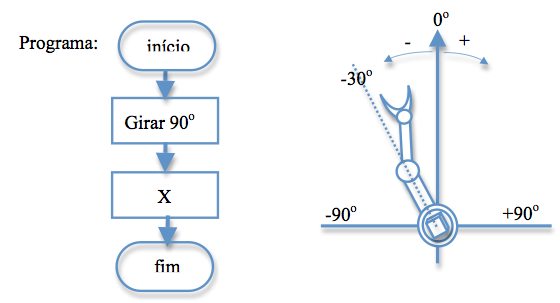 Programa:
início
Girar 90º
X
fim
0º
- +
-30º
-90º
+90º